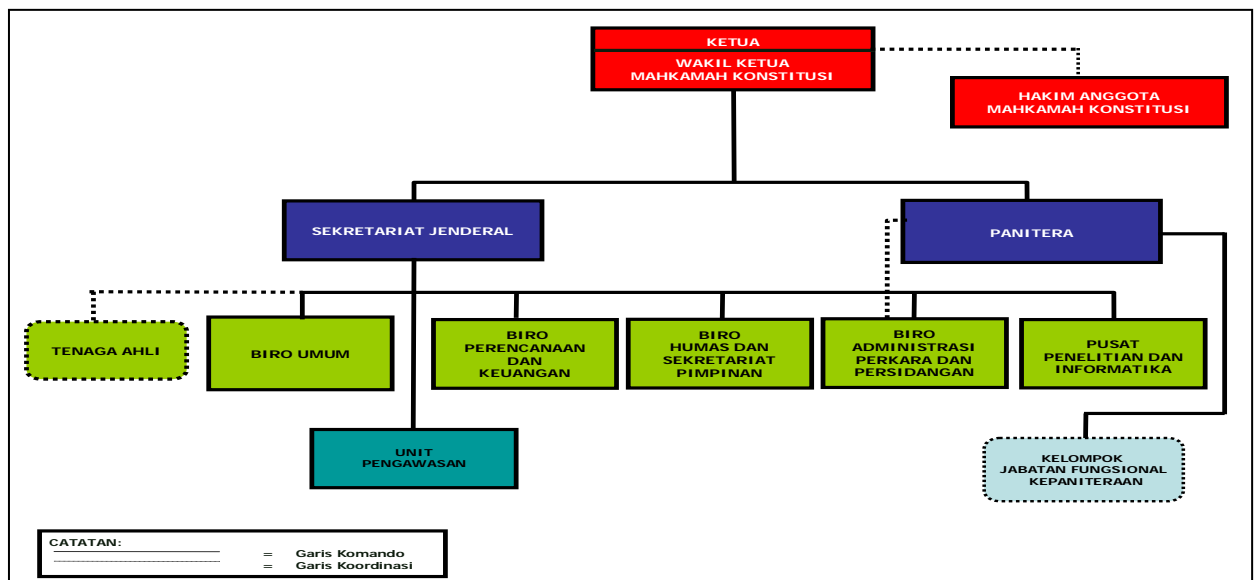 KETUA
WAKIL KETUA
MAHKAMAH KONSTITUSI
HAKIM ANGGOTA
MAHKAMAH KONSTITUSI
SEKRETARIAT JENDERAL
PANITERA
TENAGA AHLI
BIRO UMUM
BIRO
PERENCANAAN
DAN
KEUANGAN
BIRO
HUMAS DAN
SEKRETARIAT
PIMPINAN
BIRO
ADMINISTRASI
PERKARA DAN
PERSIDANGAN
PUSAT
PENELITIAN DAN
INFORMATIKA
UNIT
PENGAWASAN
KELOMPOK
JABATAN FUNGSIONAL
KEPANITERAAN
CATATAN:
= Garis Komando
= Garis Koordinasi